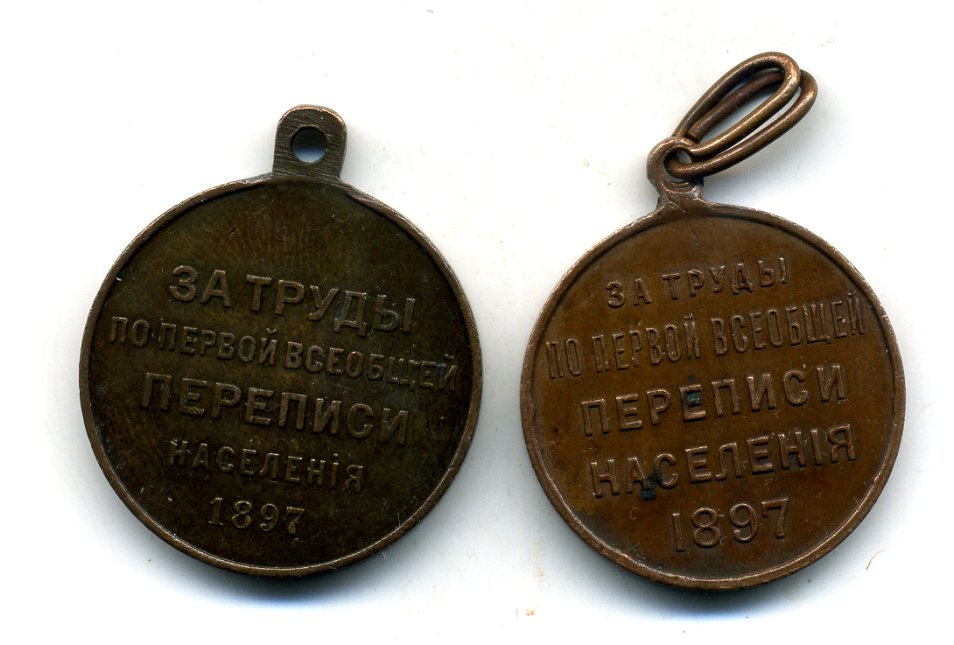 ЗА ТРУДЫ
ПО ПЕРВОЙ ВСЕОБЩЕЙ
ПЕРЕПИСИ
НАСЕЛЕНІЯ
1897
ЗА ТРУДЫ
ПО ПЕРВОЙ ВСЕОБЩЕЙ
ПЕРЕПИСИ
НАСЕЛЕНІЯ
1897